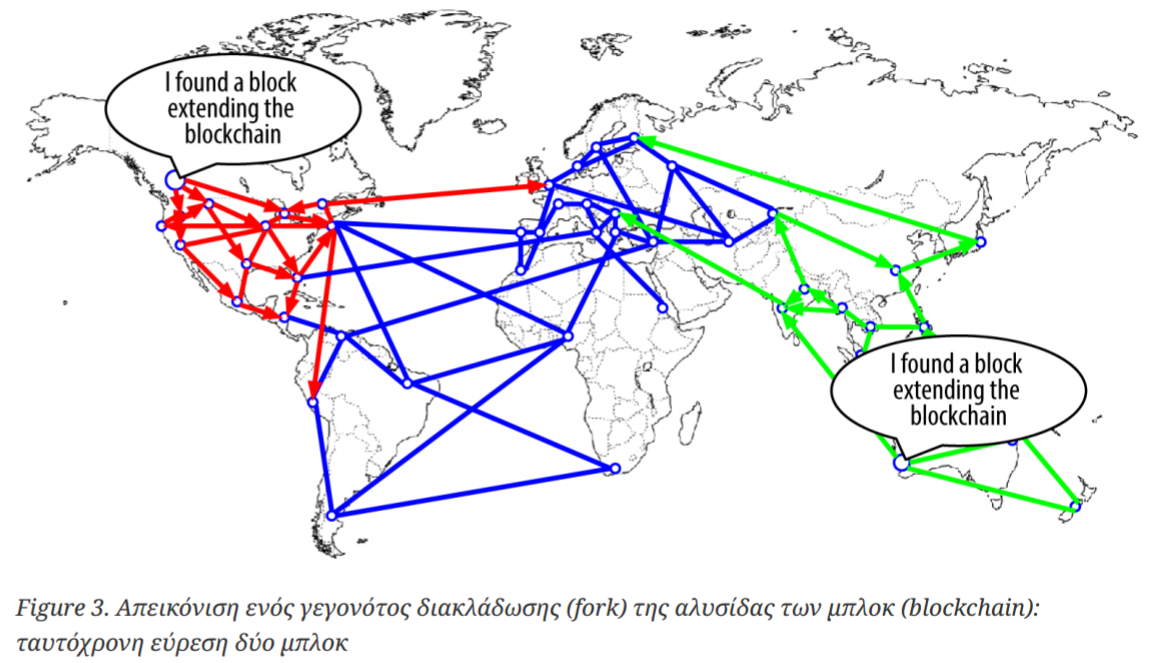 I found a block
extending the
blockchain
I found a block
extending the
blockchain
Figure 3. Απεικόνιση ενός γεγονότος διακλάδωσης (fork) της αλυσίδας των μπλοκ (blockchain):
ταυτόχρονη εύρεση δύο μπλοκ